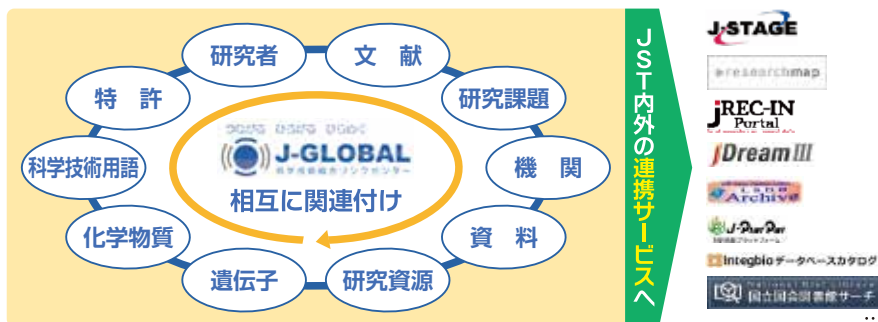 研究者
文　献
特　許
研究課題
科学技術用語
機　関
化学物質
資　料
遺伝子
研究資源
つながる ひろがる ひらめく
J-GLOBAL
科学技術総合リンクセンター
相互に関連付け
JST内外の連携サービスへ
J-STAGE
researchmap
jREC-IN
Portal
JDream III
Archive
J-PlatPat
Integbioデータベースカタログ
国立国会図書館サーチ